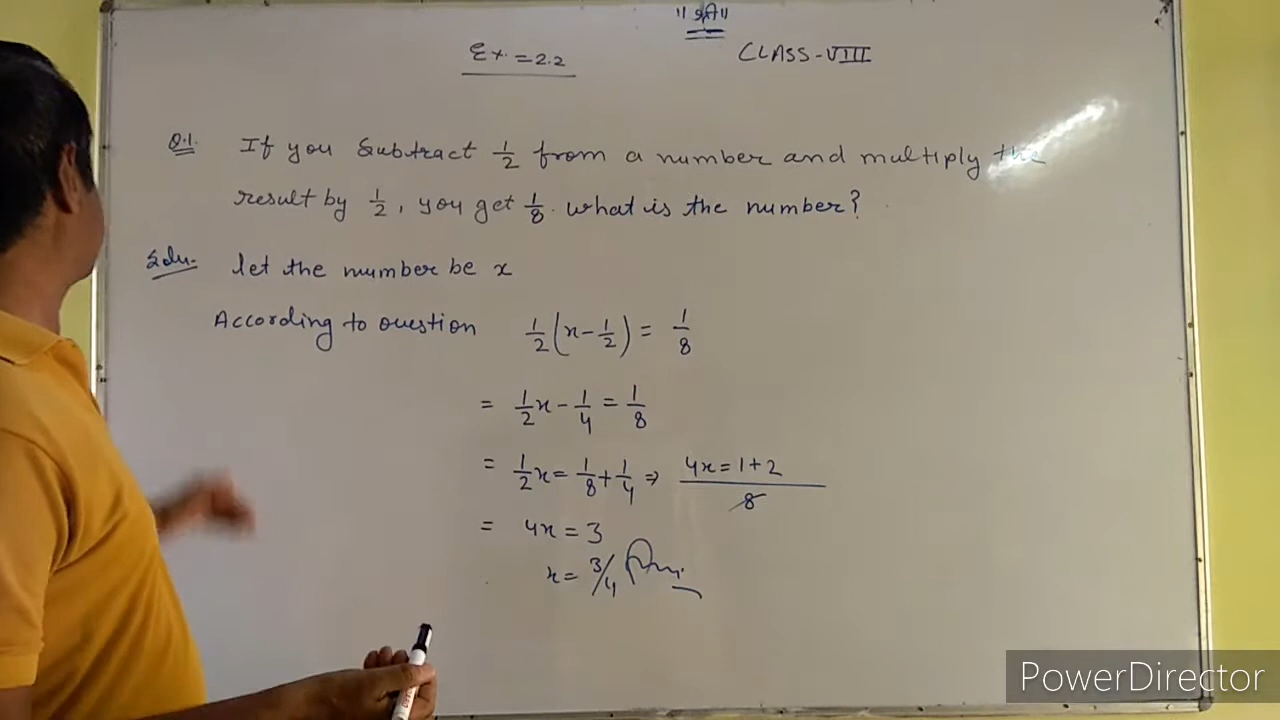 " श्री "
Ex. = 2.2
CLASS-VIII
Q.1. If you subtract 1/2 from a number and multiply the
result by 1/2, you get 1/8. what is the number?
Solu. let the number be x
According to question 1/2(x-1/2) = 1/8
= 1/2x - 1/4 = 1/8
= 1/2x = 1/8 + 1/4 ⇒ 4x = 1+2 / 8
= 4x = 3
x = 3/4 Ans.
PowerDirector